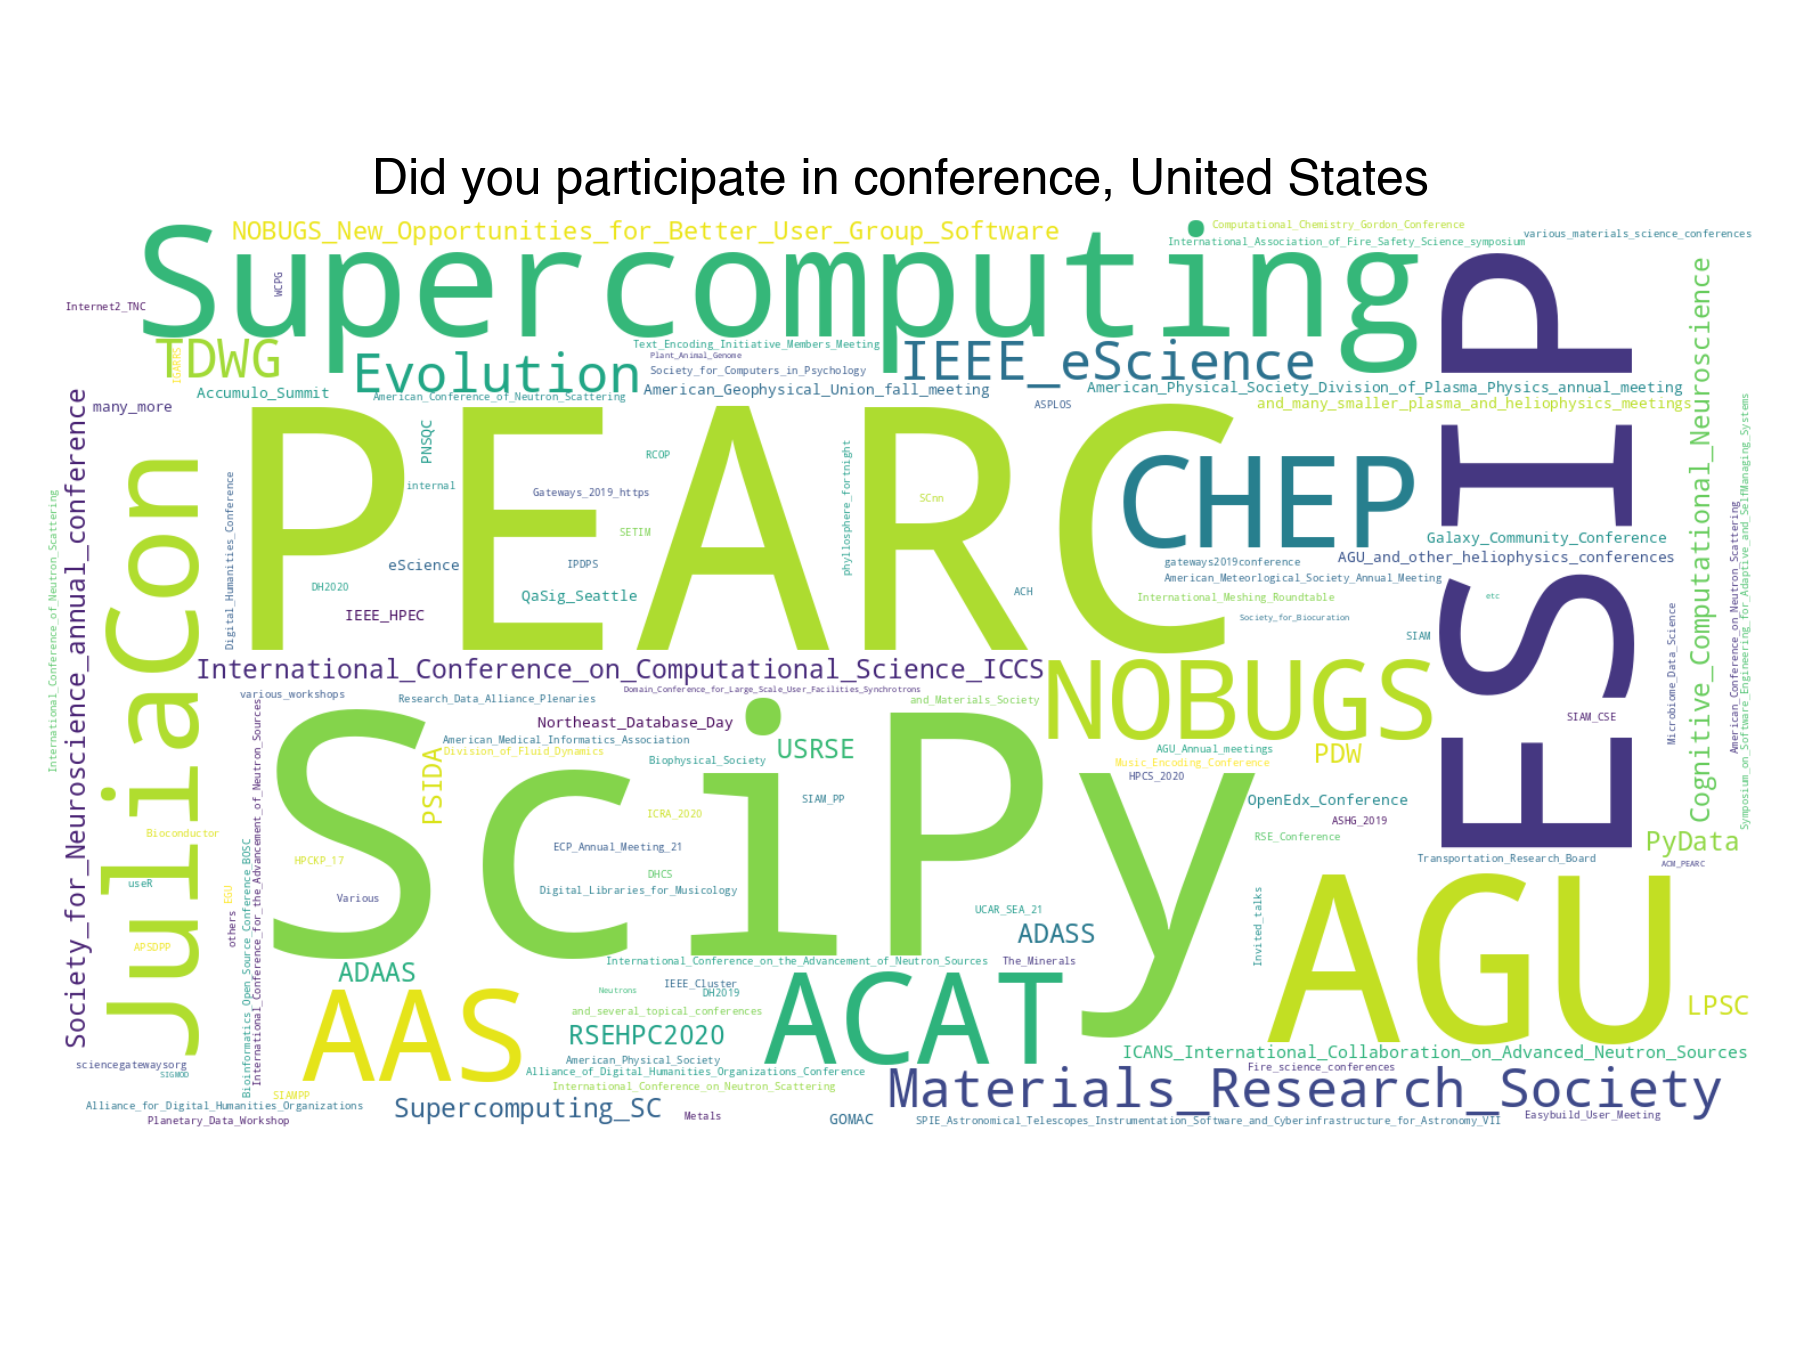 Did you participate in conference, United States
NOBUGS_New_Opportunities_for_Better_User_Group_Software
Computational_Chemistry_Gordon_Conference
International_Association_of_Fire_Safety_Science_symposium
various_materials_science_conferences
Supercomputing
WCPG
Internet2_TNC
TDWG
IGARRS
Evolution
Text_Encoding_Initiative_Members_Meeting
Plant_Animal_Genome
Society_for_Computers_in_Psychology
IEEE_eScience
ESIP
Cognitive_Computational_Neuroscience
Accumulo_Summit
American_Conference_of_Neutron_Scattering
American_Geophysical_Union_fall_meeting
American_Physical_Society_Division_of_Plasma_Physics_annual_meeting
many_more
ASPLOS
and_many_smaller_plasma_and_heliophysics_meetings
Society_for_Neuroscience_annual_conference
International_Conference_of_Neutron_Scattering
JuliaCon
PEARC
PNSQC
RCOP
internal
Gateways_2019_https
phyllosphere_fortnight
SCnn
CHEP
Digital_Humanities_Conference
SETIM
eScience
IPDPS
DH2020
ACH
IEEE_HPEC
QaSig_Seattle
Galaxy_Community_Conference
AGU_and_other_heliophysics_conferences
gateways2019conference
American_Meteorlogical_Society_Annual_Meeting
International_Meshing_Roundtable
etc
Society_for_Biocuration
SIAM
Microbiome_Data_Science
American_Conference_on_Neutron_Scattering
Symposium_on_Software_Engineering_for_Adaptive_and_SelfManaging_Systems
International_Conference_on_Computational_Science_ICCS
NOBUGS
various_workshops
Research_Data_Alliance_Plenaries
Domain_Conference_for_Large_Scale_User_Facilities_Synchrotrons
and_Materials_Society
SIAM_CSE
SciPy
Northeast_Database_Day
American_Medical_Informatics_Association
Division_of_Fluid_Dynamics
USRSE
AGU_Annual_meetings
PDW
PSIDA
Biophysical_Society
Music_Encoding_Conference
HPCS_2020
SIAM_PP
ICRA_2020
OpenEdx_Conference
ASHG_2019
Bioconductor
RSE_Conference
PyData
HPCKP_17
ECP_Annual_Meeting_21
Transportation_Research_Board
ACM_PEARC
useR
EGU
DHCS
Digital_Libraries_for_Musicology
Various
others
UCAR_SEA_21
Invited_talks
AGU
APSDPP
ADASS
Bioinformatics_Open_Source_Conference_BOSC
International_Conference_for_the_Advancement_of_Neutron_Sources
International_Conference_on_the_Advancement_of_Neutron_Sources
The_Minerals
ADAAS
AAS
IEEE_Cluster
Neutrons
DH2019
ACAT
LPSC
and_several_topical_conferences
RSEHPC2020
ICANS_International_Collaboration_on_Advanced_Neutron_Sources
sciencegatewaysorg
SIGMOD
American_Physical_Society
Alliance_of_Digital_Humanities_Organizations_Conference
Fire_science_conferences
International_Conference_on_Neutron_Scattering
Materials_Research_Society
SIAMPP
Alliance_for_Digital_Humanities_Organizations
Supercomputing_SC
Metals
GOMAC
Planetary_Data_Workshop
SPIE_Astronomical_Telescopes_Instrumentation_Software_and_Cyberinfrastructure_for_Astronomy_VII
Easybuild_User_Meeting